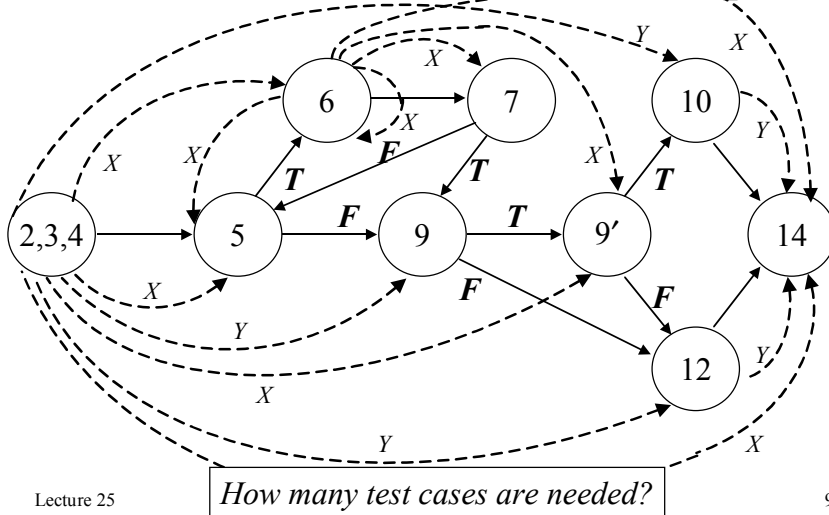 Y
X
6
X
7
10
X
X
F
X
X
Y
T
T
T
2,3,4
5
F
9
T
9′
14
X
F
F
Y
X
12
Y
Y
X
How many test cases are needed?
Lecture 25
9